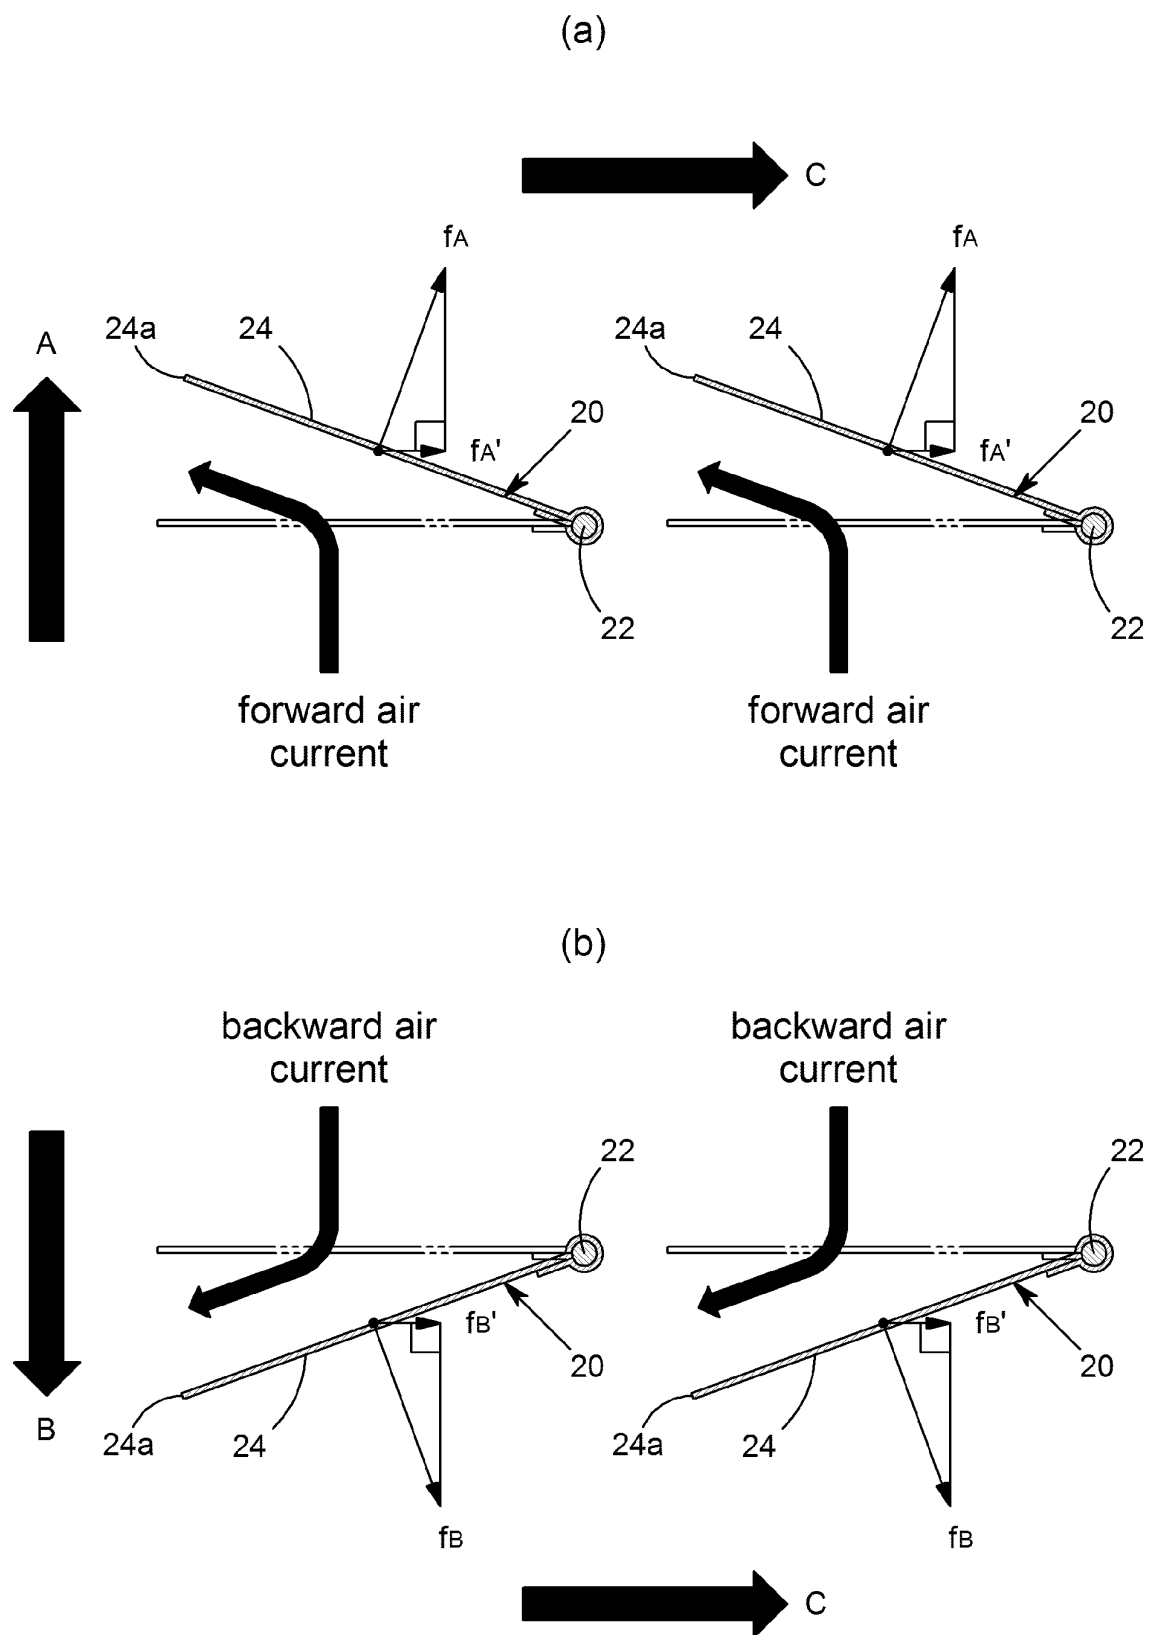 (a)
C
fA fA
24a 24 24a 24
A
20 20
fA' fA'
22 22
forward air forward air
current current
(b)
backward air backward air
current current
22 22
fB' fB'
20 20
B
24a 24 24a 24
fB fB
C